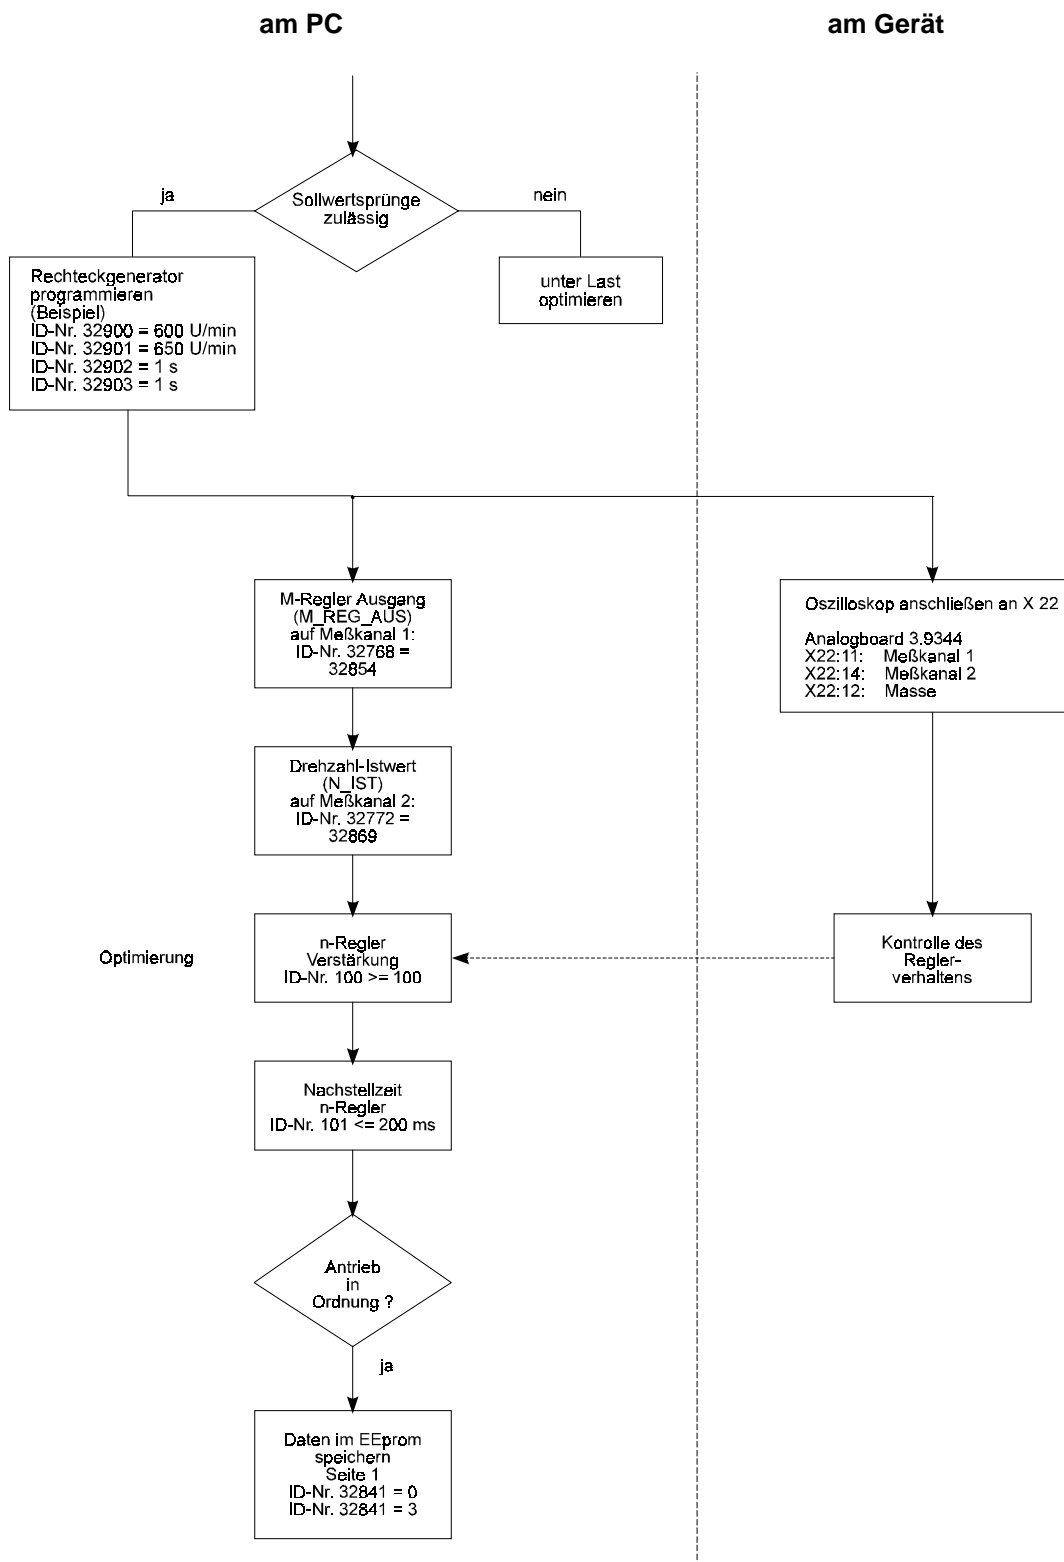 am PC
am Gerät
Sollwertsprünge
zulässig
ja
nein
Rechteckgenerator
programmieren
(Beispiel)
ID-Nr. 32900 = 600 U/min
ID-Nr. 32901 = 650 U/min
ID-Nr. 32902 = 1 s
ID-Nr. 32903 = 1 s
unter Last
optimieren
M-Regler Ausgang
(M_REG_AUS)
auf Meßkanal 1:
ID-Nr. 32768 =
32854
Oszilloskop anschließen an X 22
Analogboard 3.9344
X22:11: Meßkanal 1
X22:14: Meßkanal 2
X22:12: Masse
Drehzahl-Istwert
(N_IST)
auf Meßkanal 2:
ID-Nr. 32772 =
32869
Optimierung
n-Regler
Verstärkung
ID-Nr. 100 >= 100
Kontrolle des
Regler-
verhaltens
Nachstellzeit
n-Regler
ID-Nr. 101 <= 200 ms
Antrieb
in
Ordnung ?
ja
Daten im EEprom
speichern
Seite 1
ID-Nr. 32841 = 0
ID-Nr. 32841 = 3